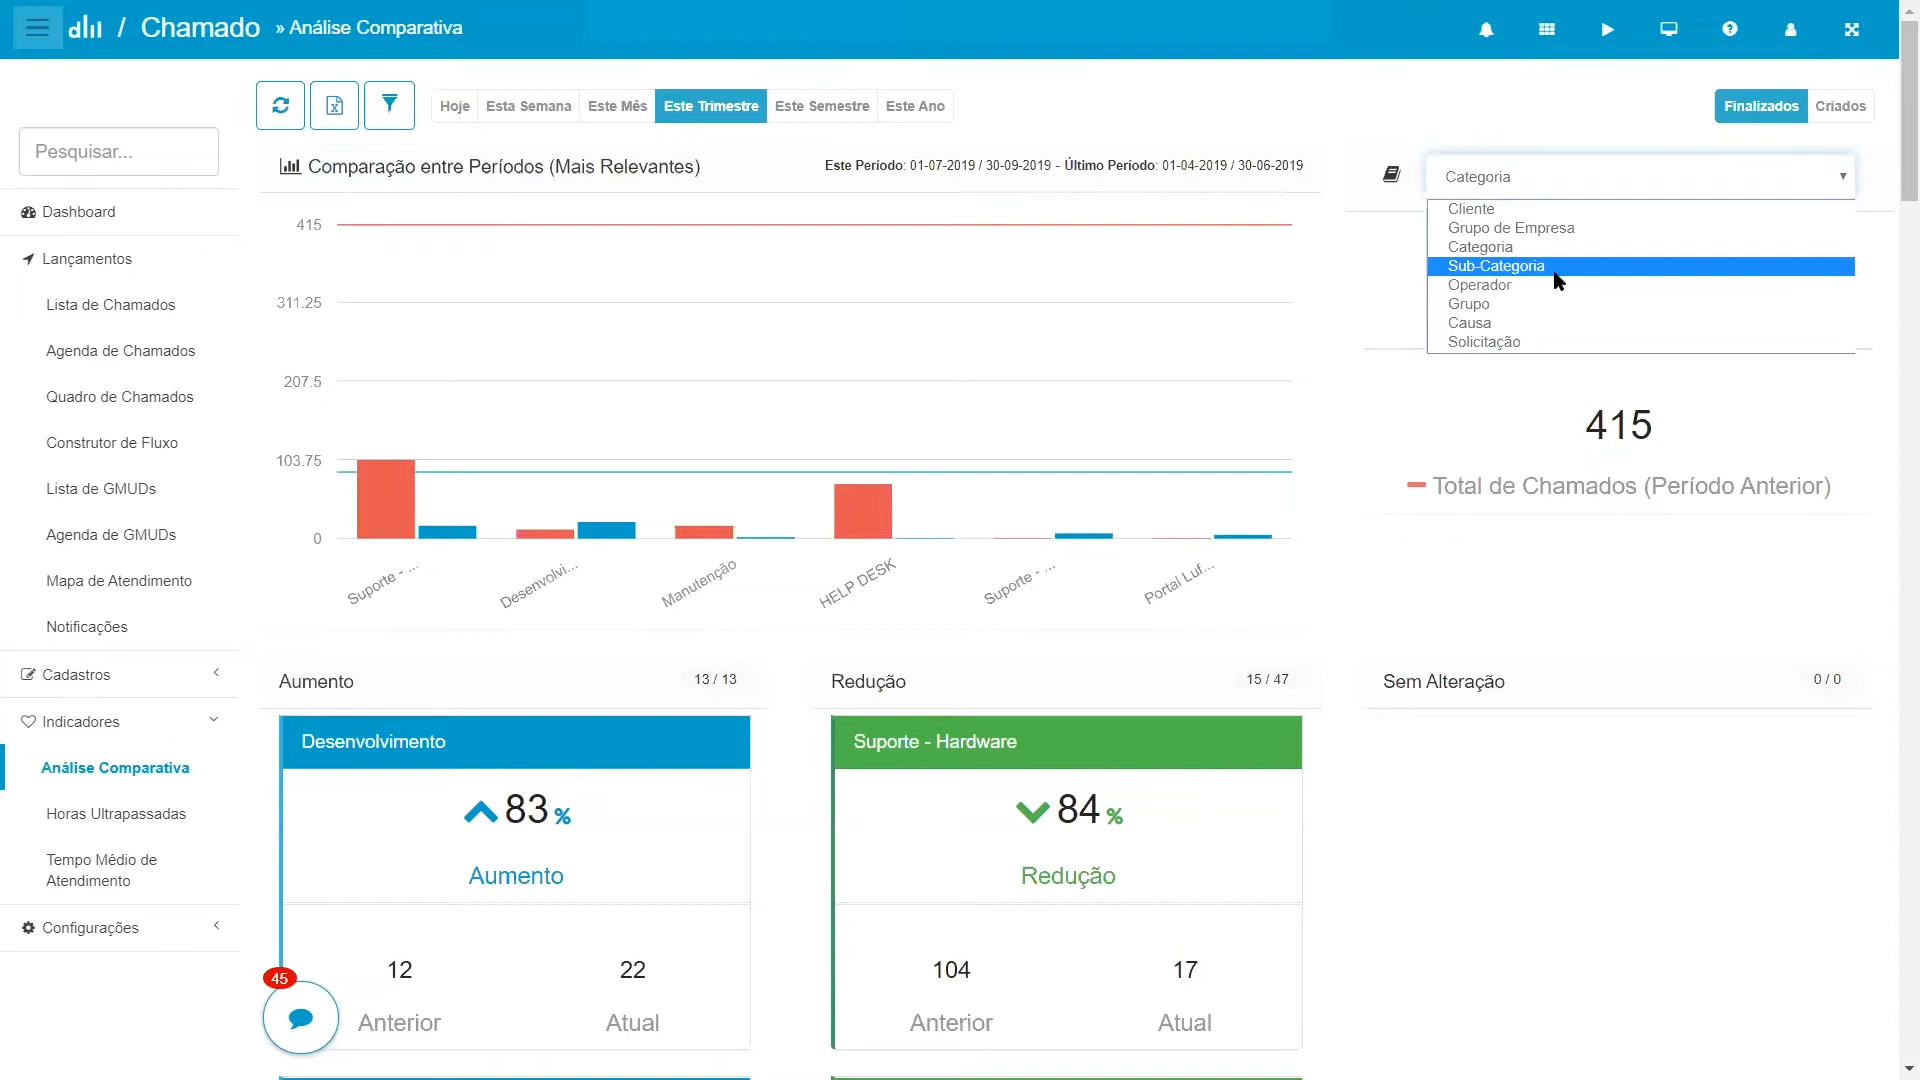 / Chamado » Análise Comparativa
Pesquisar...
Dashboard
Lançamentos
Lista de Chamados
Agenda de Chamados
Quadro de Chamados
Construtor de Fluxo
Lista de GMUDs
Agenda de GMUDs
Mapa de Atendimento
Notificações
Cadastros
Indicadores
Análise Comparativa
Horas Ultrapassadas
Tempo Médio de
Atendimento
Configurações
Hoje Esta Semana Este Mês Este Trimestre Este Semestre Este Ano
Finalizados Criados
Comparação entre Períodos (Mais Relevantes)
Este Período: 01-07-2019 / 30-09-2019 - Último Período: 01-04-2019 / 30-06-2019
415
311.25
207.5
103.75
0
Suporte - ...
Desenvolvi...
Manutenção
HELP DESK
Suporte - ...
Portal Luf...
Categoria
Cliente
Grupo de Empresa
Categoria
Sub-Categoria
Operador
Grupo
Causa
Solicitação
415
Total de Chamados (Período Anterior)
Aumento 13 / 13
Desenvolvimento
83 %
Aumento
12 22
Anterior Atual
Redução 15 / 47
Suporte - Hardware
84 %
Redução
104 17
Anterior Atual
Sem Alteração 0 / 0
45